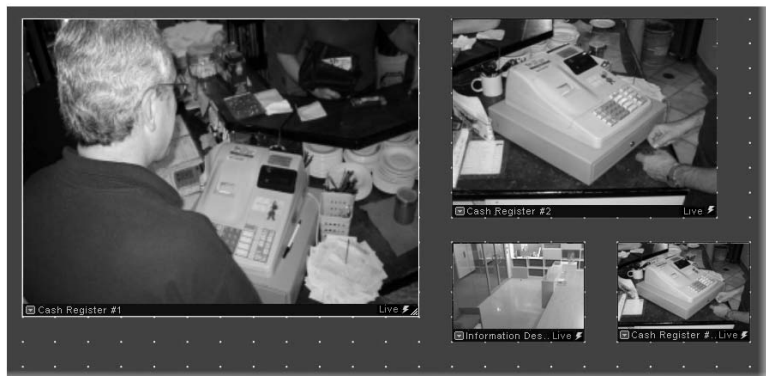 Cash Register #1
Live
Cash Register #2
Live
Information Des.. Live
Cash Register #.. Live